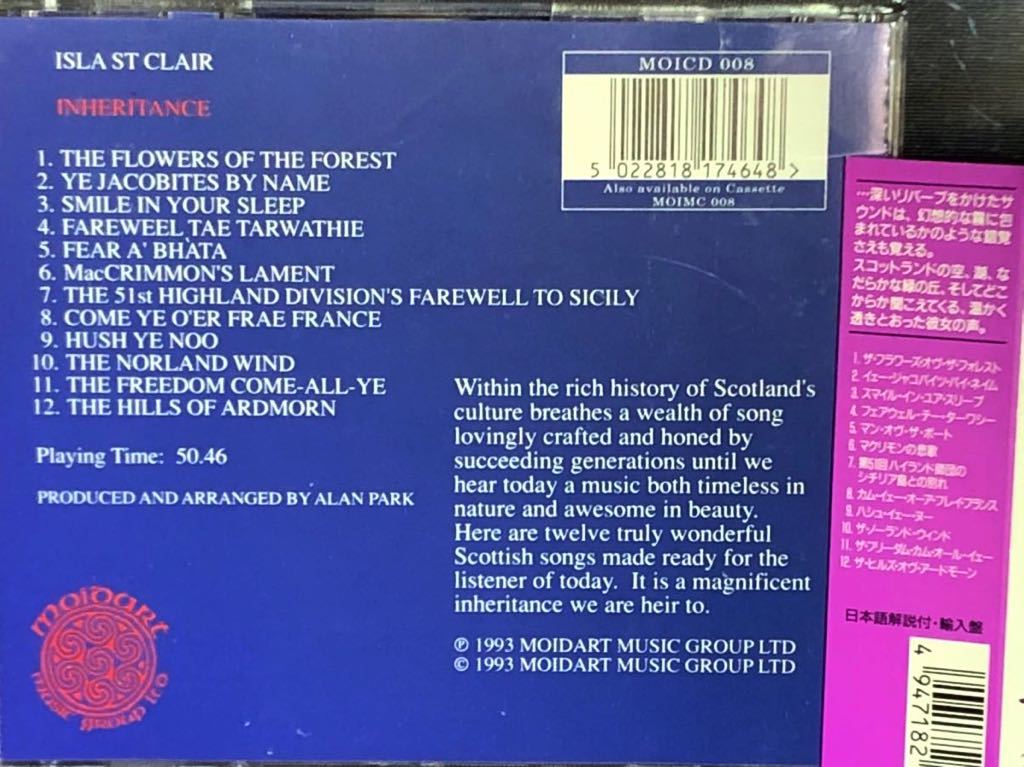 ISLA ST CLAIR
INHERITANCE
1. THE FLOWERS OF THE FOREST
2. YE JACOBITES BY NAME
3. SMILE IN YOUR SLEEP
4. FAREWEEL TAE TARWATHIE
5. FEAR A' BHÀTA
6. MacCRIMMON'S LAMENT
7. THE 51st HIGHLAND DIVISION'S FAREWELL TO SICILY
8. COME YE O'ER FRAE FRANCE
9. HUSH YE NOO
10. THE NORLAND WIND
11. THE FREEDOM COME-ALL-YE
12. THE HILLS OF ARDMORN
Playing Time: 50.46
PRODUCED AND ARRANGED BY ALAN PARK
moidart
music group ltd
MOICD 008
5 022818 174648 >
Also available on Cassette
MOIMC 008
Within the rich history of Scotland's
culture breathes a wealth of song
lovingly crafted and honed by
succeeding generations until we
hear today a music both timeless in
nature and awesome in beauty.
Here are twelve truly wonderful
Scottish songs made ready for the
listener of today. It is a magnificent
inheritance we are heir to.
℗ 1993 MOIDART MUSIC GROUP LTD
© 1993 MOIDART MUSIC GROUP LTD
…深いリバーブをかけたサ
ウンドは、幻想的な霧に包
まれているかのような錯覚
さえも覚える。
スコットランドの空、湖、な
だらかな緑の丘、そしてどこ
からか聞こえてくる、温かく
透きとおった彼女の声。
1. ザ・フラワーズ・オヴ・ザ・フォレスト
2. イェー・ジャコバイツ・バイ・ネイム
3. スマイル・イン・ユア・スリープ
4. フェアウェル・テー・ターワシー
5. マン・オヴ・ザ・ボート
6. マクリモンの悲歌
7. 第51回ハイランド師団の
シチリア島との別れ
8. カム・イェー・オーア・フレイ・フランス
9. ハシュ・イェー・ヌー
10. ザ・ノーランド・ウィンド
11. ザ・フリーダム・カム・オール・イェー
12. ザ・ヒルズ・オヴ・アードモーン
日本語解説付・輸入盤
4 947182